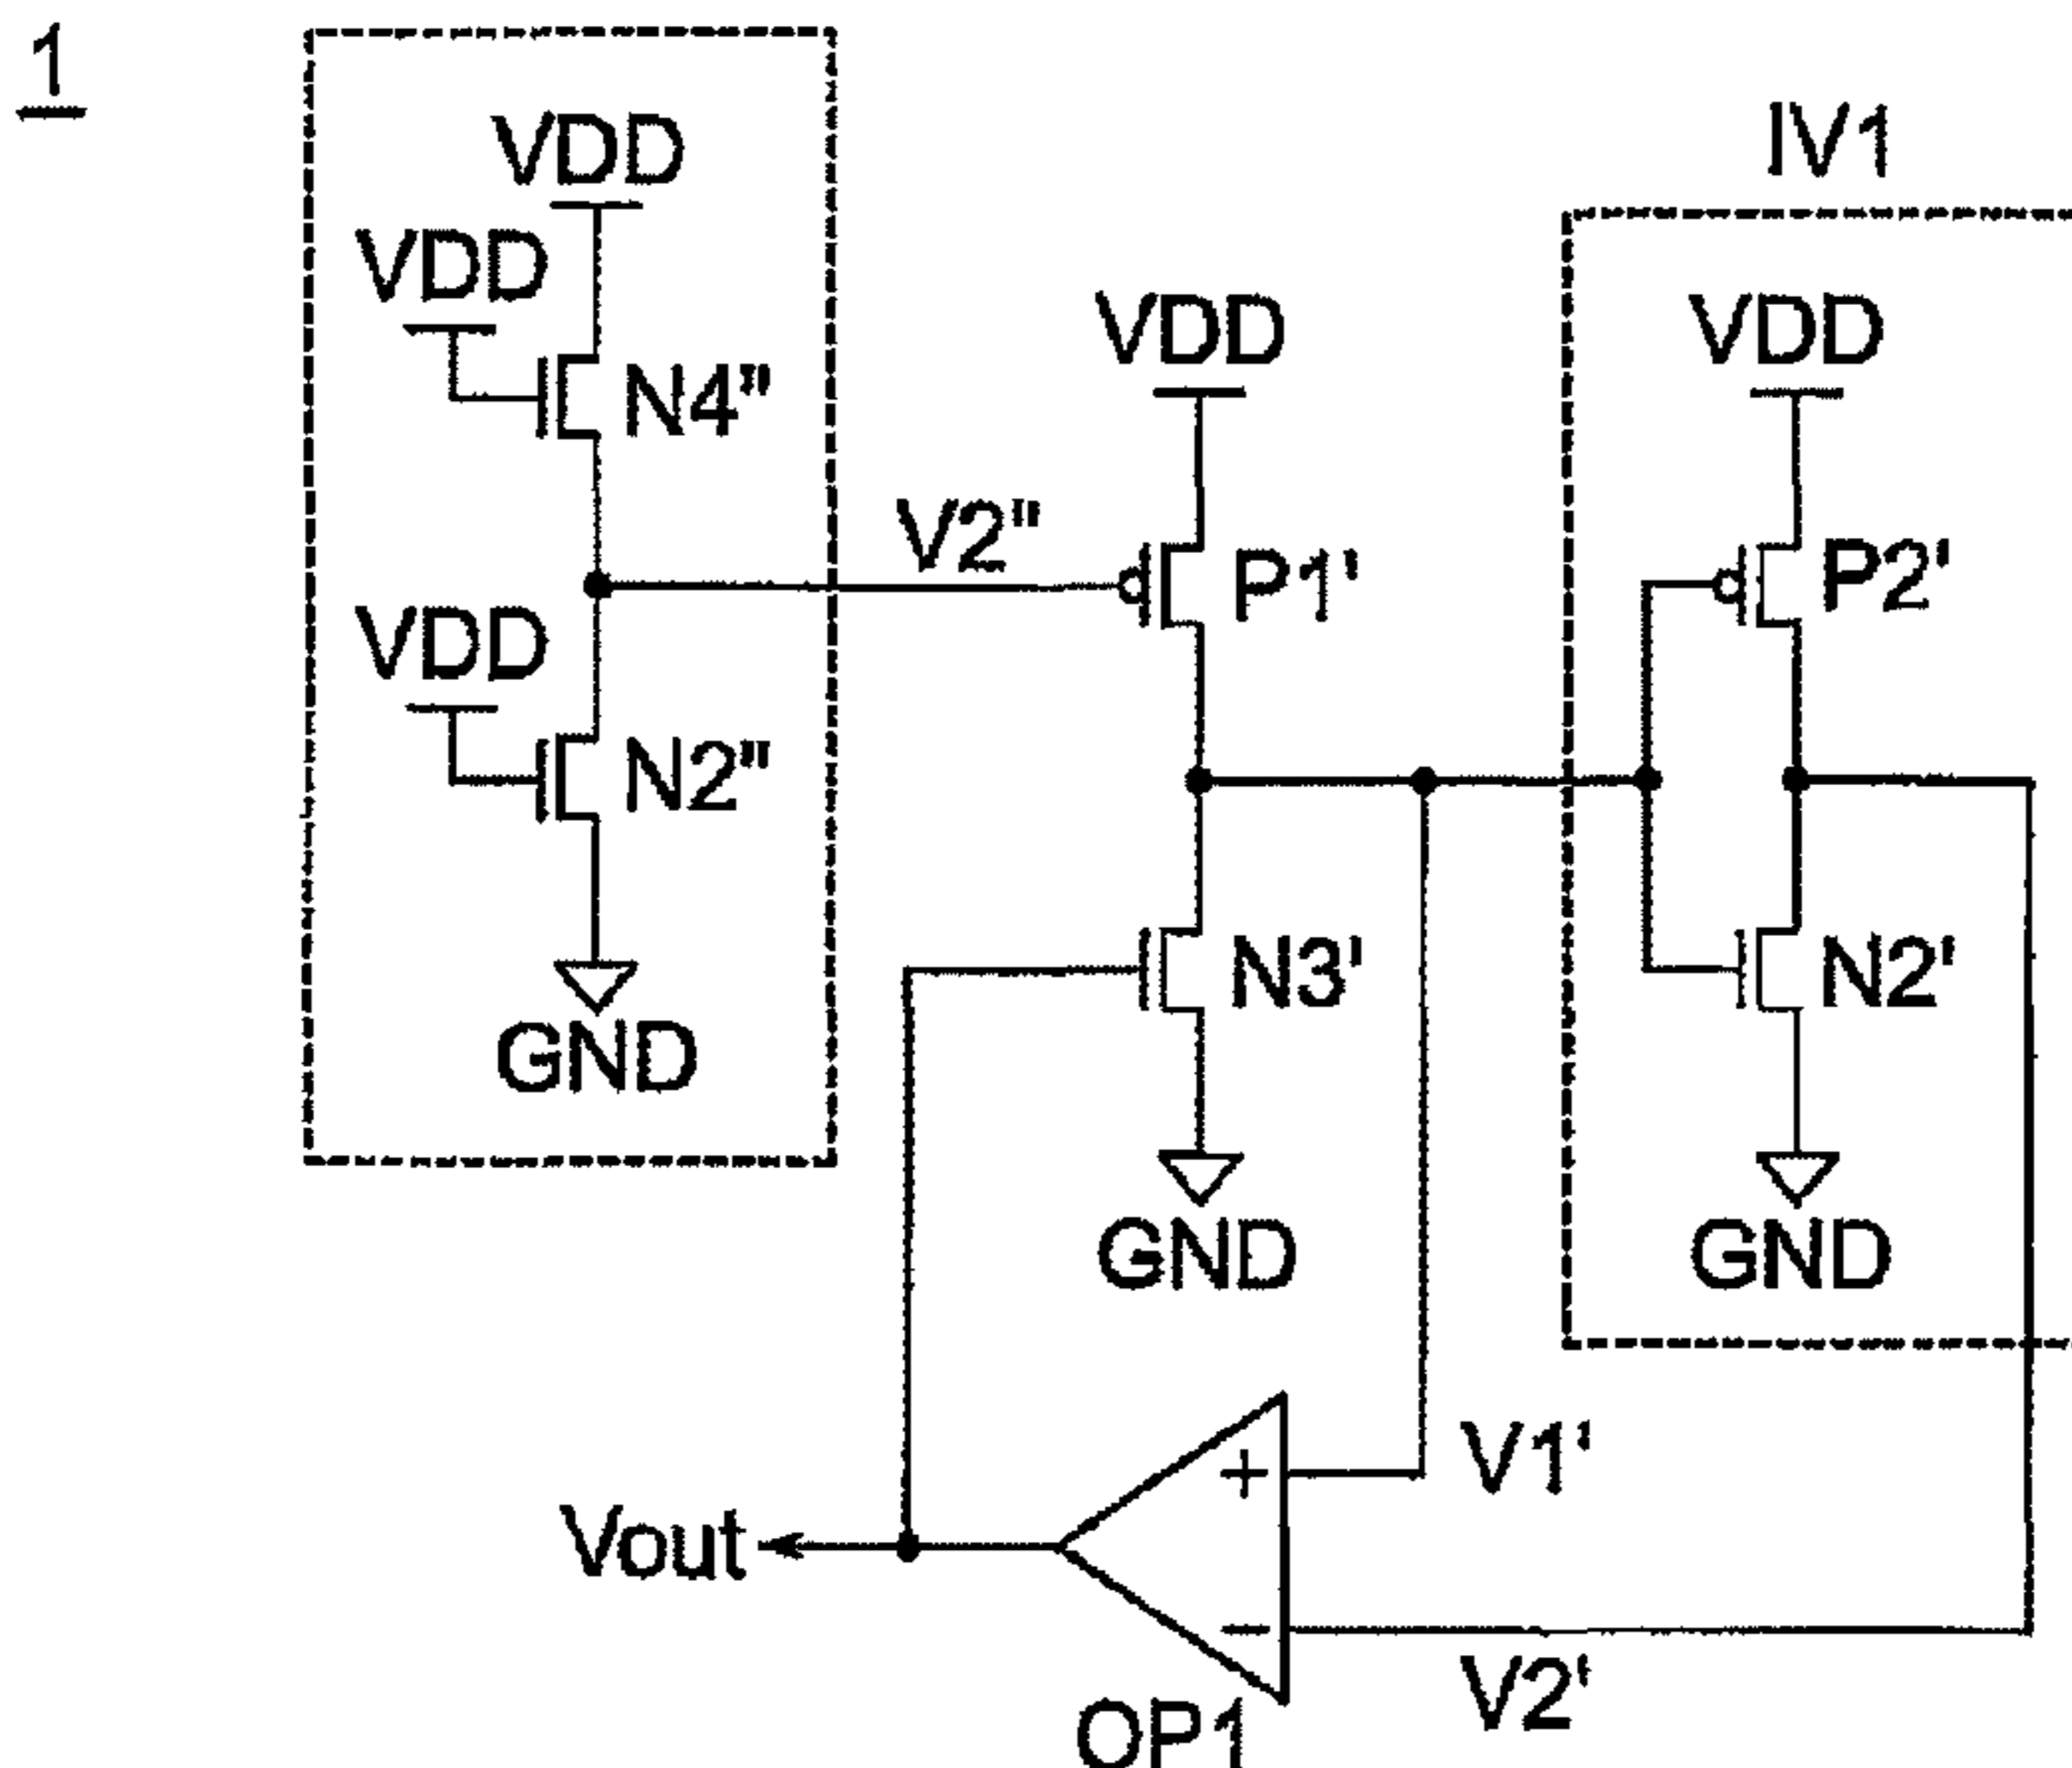 1
VDD
VDD
N4"
VDD
N2"
GND
V2"
VDD
P1'
N3'
GND
IV1
VDD
P2'
N2'
GND
V1'
+
Vout
−
V2'
OP1